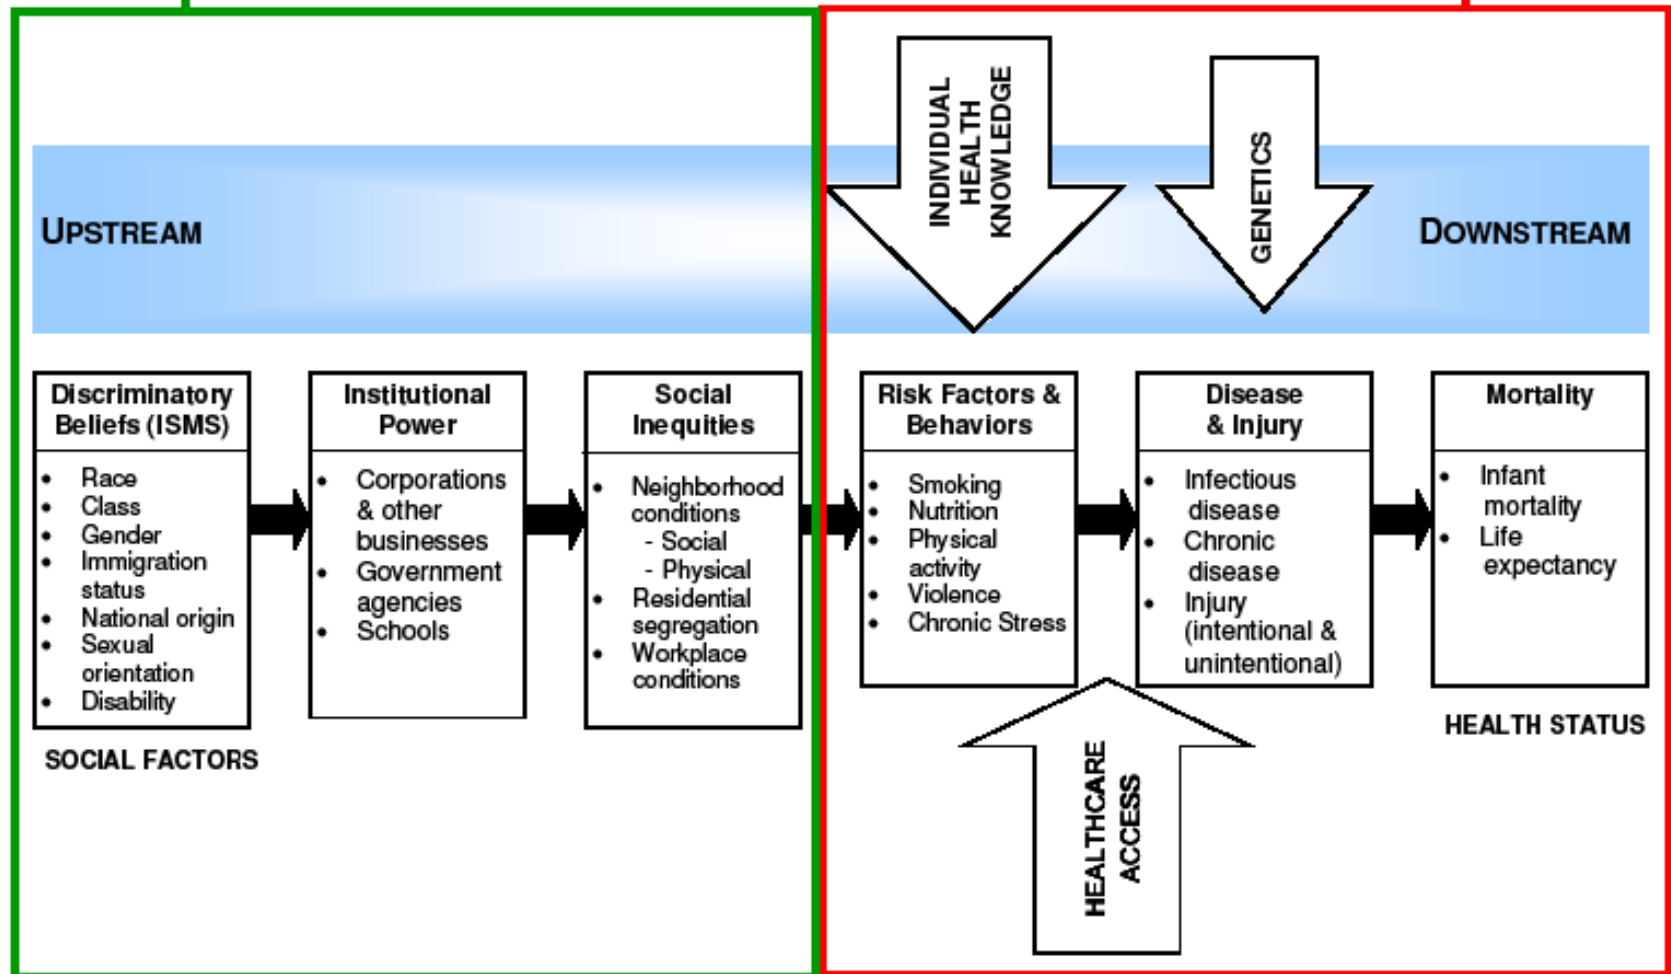 INDIVIDUAL
HEALTH
KNOWLEDGE
GENETICS
UPSTREAM
DOWNSTREAM
Discriminatory
Beliefs (ISMS)
• Race
• Class
• Gender
• Immigration
status
• National origin
• Sexual
orientation
• Disability
SOCIAL FACTORS
Institutional
Power
• Corporations
& other
businesses
• Government
agencies
• Schools
Social
Inequities
• Neighborhood
conditions
- Social
- Physical
• Residential
segregation
• Workplace
conditions
Risk Factors &
Behaviors
• Smoking
• Nutrition
• Physical
activity
• Violence
• Chronic Stress
Disease
& Injury
• Infectious
disease
• Chronic
disease
• Injury
(intentional &
unintentional)
Mortality
• Infant
mortality
• Life
expectancy
HEALTH STATUS
HEALTHCARE
ACCESS